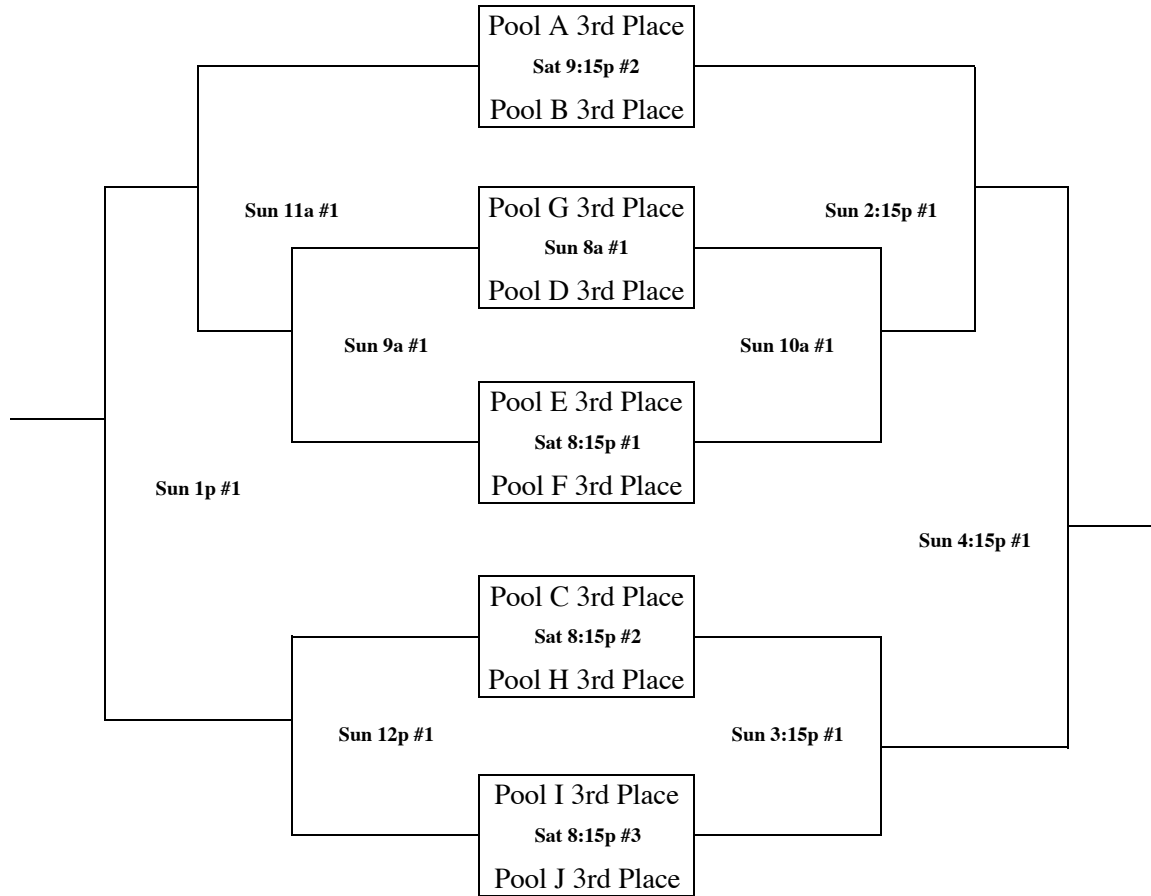 Pool A 3rd Place
Sat 9:15p #2
Pool B 3rd Place
Sun 11a #1
Pool G 3rd Place
Sun 2:15p #1
Sun 8a #1
Pool D 3rd Place
Sun 9a #1
Sun 10a #1
Pool E 3rd Place
Sat 8:15p #1
Pool F 3rd Place
Sun 1p #1
Sun 4:15p #1
Pool C 3rd Place
Sat 8:15p #2
Pool H 3rd Place
Sun 12p #1
Sun 3:15p #1
Pool I 3rd Place
Sat 8:15p #3
Pool J 3rd Place